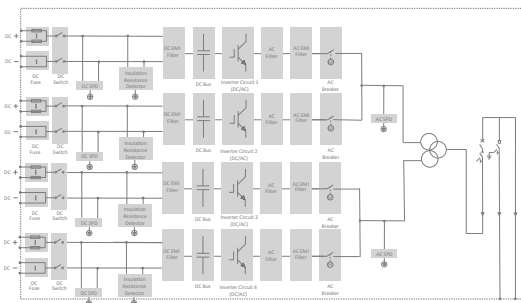 DC +
DC −
DC Fuse
DC Switch
DC SPD
Insulation Resistance Detector
DC EMI Filter
DC Bus
Inverter Circuit 1 (DC/AC)
AC Filter
AC EMI Filter
AC Breaker
DC +
DC −
DC Fuse
DC Switch
DC SPD
Insulation Resistance Detector
DC EMI Filter
DC Bus
Inverter Circuit 2 (DC/AC)
AC Filter
AC EMI Filter
AC Breaker
AC SPD
DC +
DC −
DC Fuse
DC Switch
DC SPD
Insulation Resistance Detector
DC EMI Filter
DC Bus
Inverter Circuit 3 (DC/AC)
AC Filter
AC EMI Filter
AC Breaker
DC +
DC −
DC Fuse
DC Switch
DC SPD
Insulation Resistance Detector
DC EMI Filter
DC Bus
Inverter Circuit 4 (DC/AC)
AC Filter
AC EMI Filter
AC Breaker
AC SPD